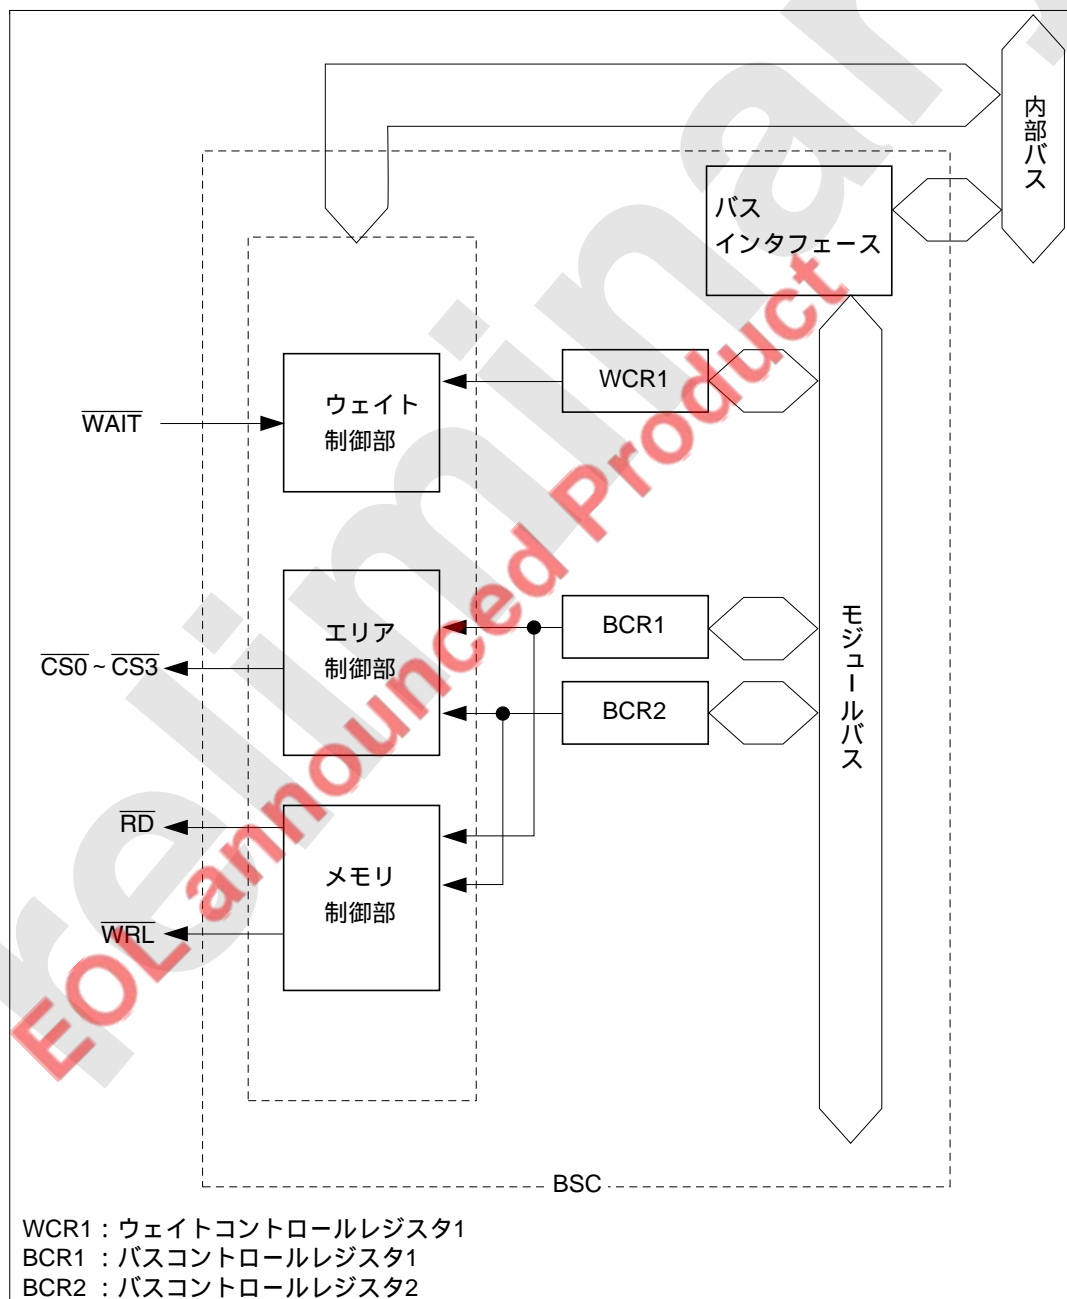 内部バス
バス
インタフェース
WCR1
ウェイト
制御部
WAIT
エリア
制御部
BCR1
CS0 ~ CS3
BCR2
モジュールバス
RD
メモリ
制御部
WRL
BSC
WCR1 : ウェイトコントロールレジスタ1
BCR1 : バスコントロールレジスタ1
BCR2 : バスコントロールレジスタ2
EOL announced Product
reliminar